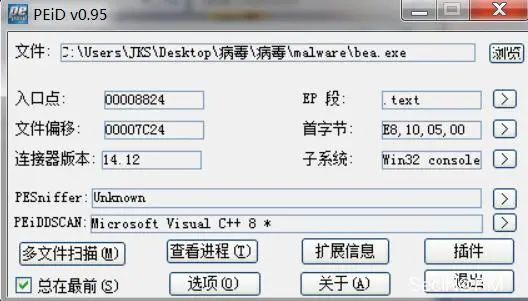 PEiD v0.95
文件: C:\Users\JKS\Desktop\病毒\病毒\malware\bea.exe 浏览
入口点: 00008824 EP 段: .text >
文件偏移: 00007C24 首字节: E8,10,05,00 >
连接器版本: 14.12 子系统: Win32 console >
PESniffer: Unknown >
PEiDDSCAN: Microsoft Visual C++ 8 * >
多文件扫描(M) 查看进程(T) 扩展信息 插件
总在最前(S) 选项(O) 关于(A) 退出